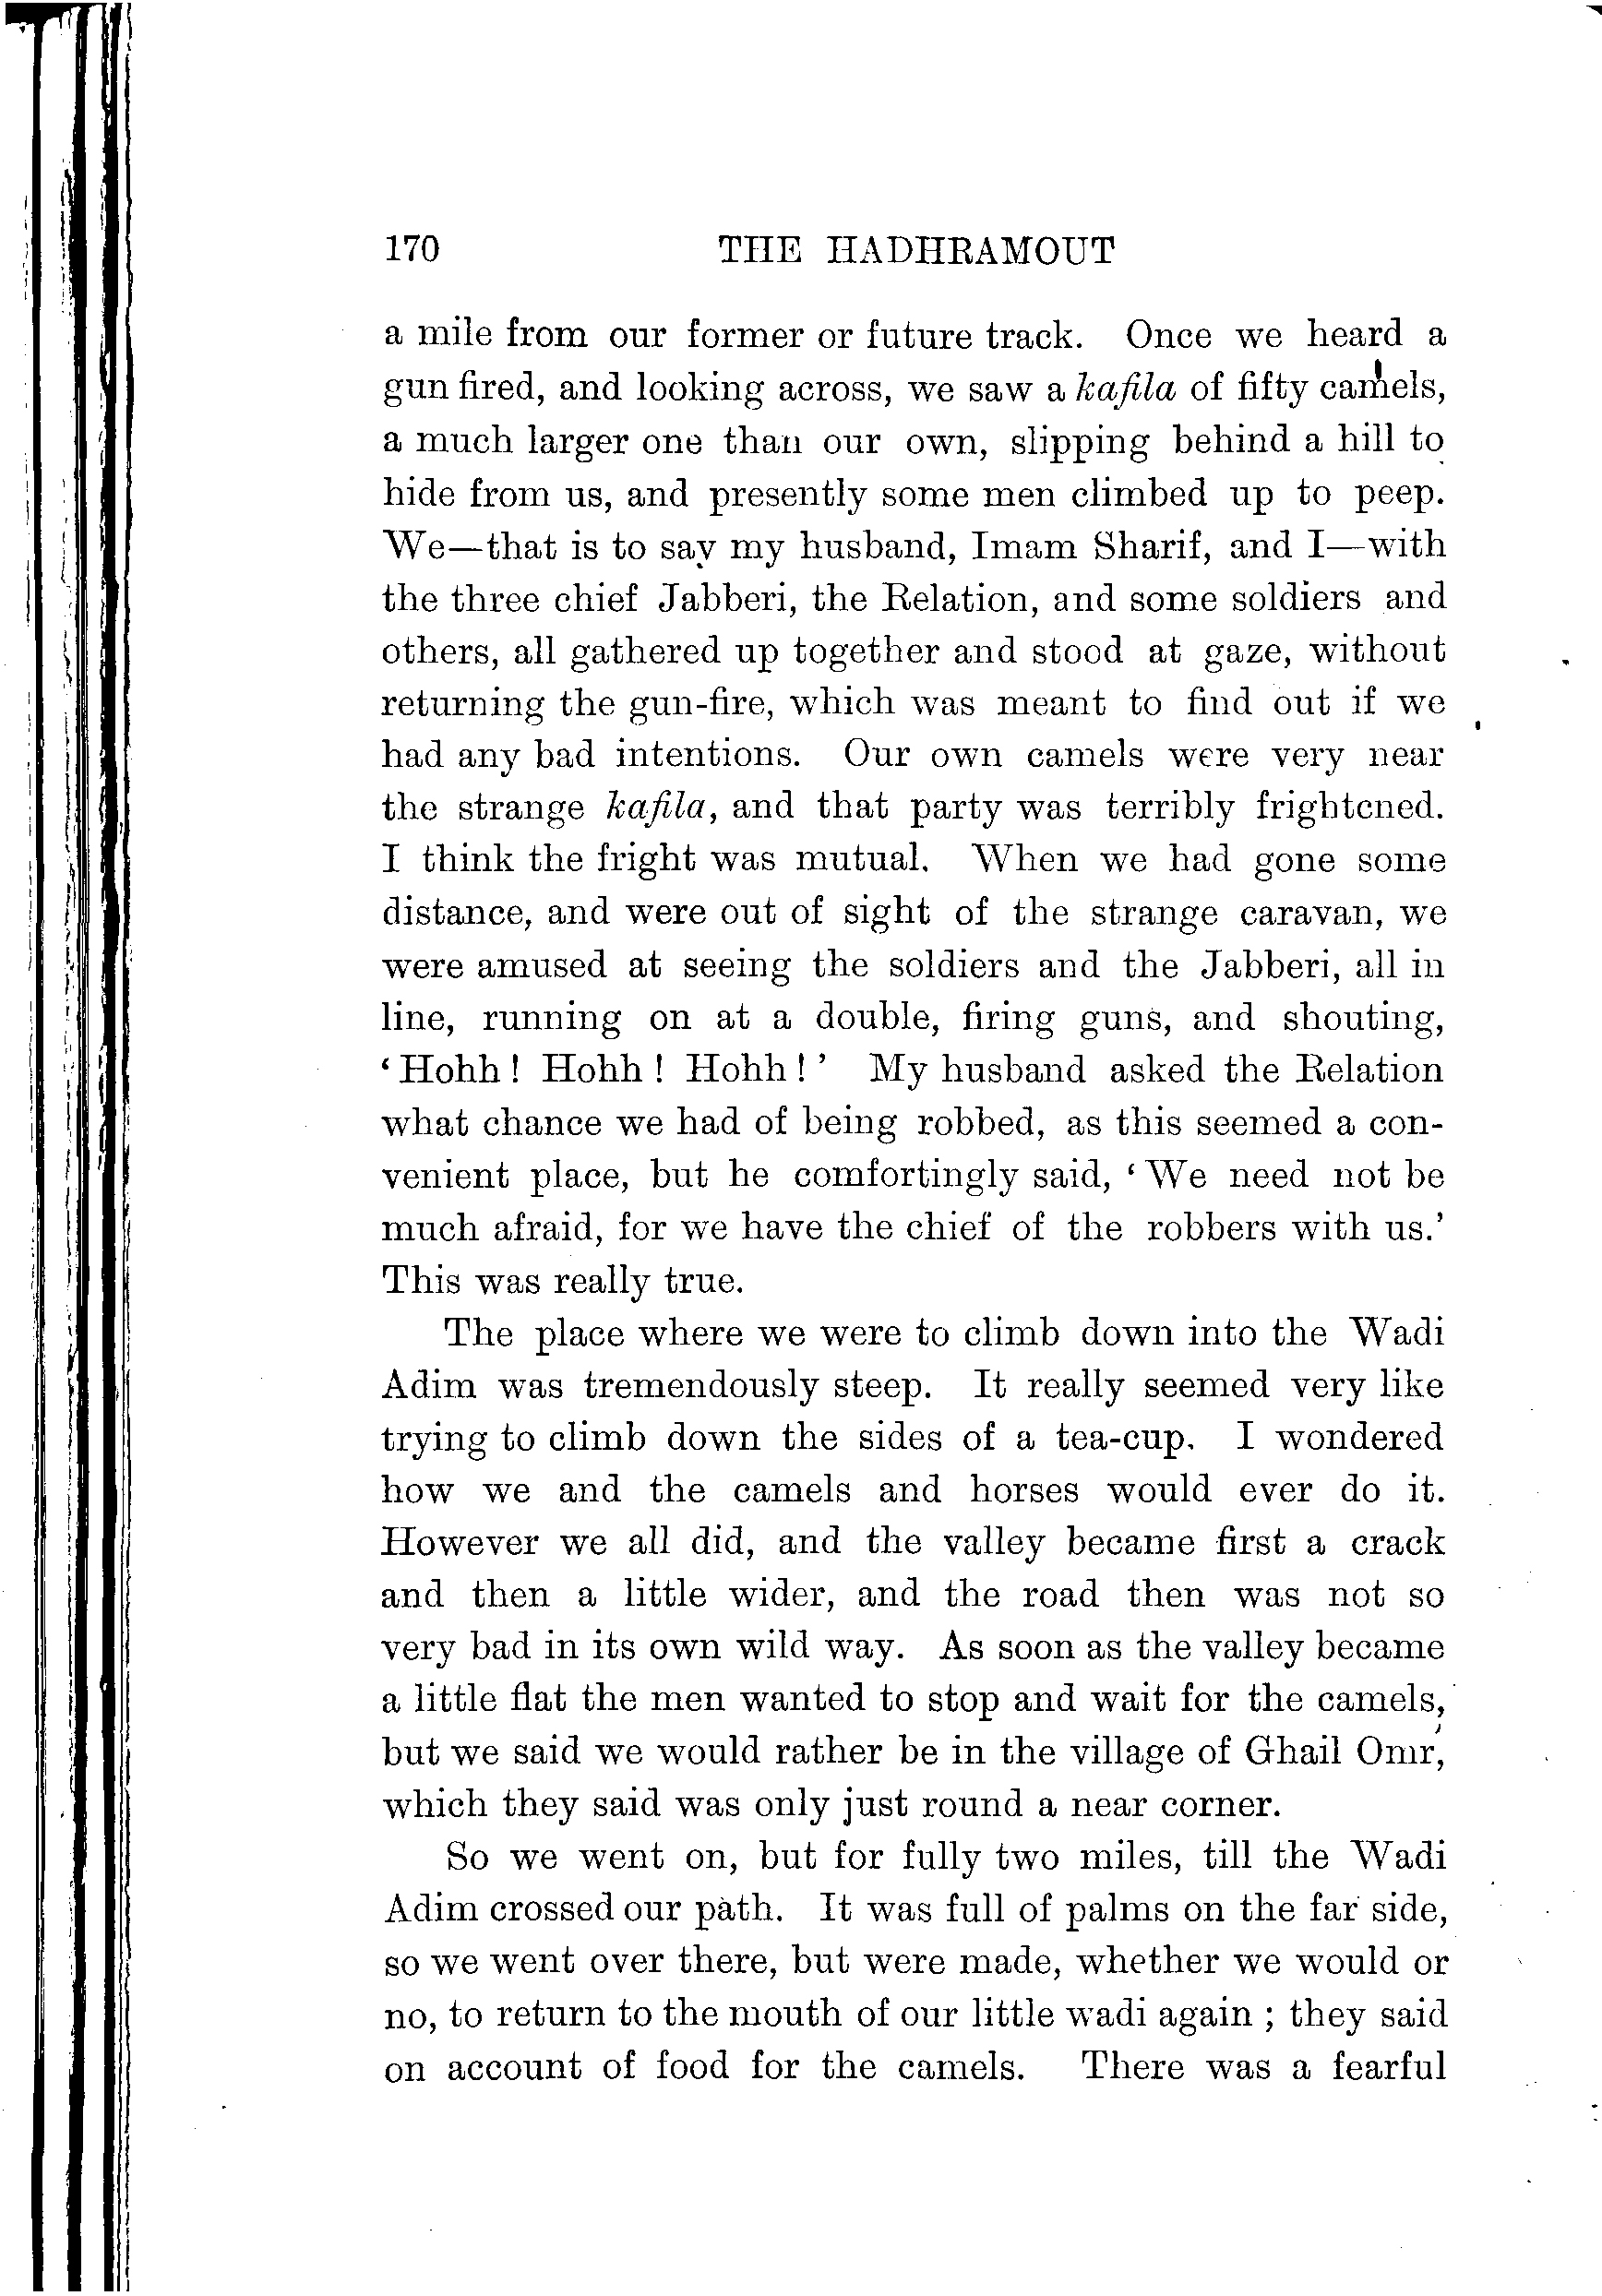 170 THE HADHRAMOUT
a mile from our former or future track. Once we heard a
gun fired, and looking across, we saw a kafila of fifty camels,
a much larger one than our own, slipping behind a hill to
hide from us, and presently some men climbed up to peep.
We—that is to say my husband, Imam Sharif, and I—with
the three chief Jabberi, the Relation, and some soldiers and
others, all gathered up together and stood at gaze, without
returning the gun-fire, which was meant to find out if we
had any bad intentions. Our own camels were very near
the strange kafila, and that party was terribly frightened.
I think the fright was mutual. When we had gone some
distance, and were out of sight of the strange caravan, we
were amused at seeing the soldiers and the Jabberi, all in
line, running on at a double, firing guns, and shouting,
‘Hohh! Hohh! Hohh!’ My husband asked the Relation
what chance we had of being robbed, as this seemed a con-
venient place, but he comfortingly said, ‘We need not be
much afraid, for we have the chief of the robbers with us.’
This was really true.
The place where we were to climb down into the Wadi
Adim was tremendously steep. It really seemed very like
trying to climb down the sides of a tea-cup. I wondered
how we and the camels and horses would ever do it.
However we all did, and the valley became first a crack
and then a little wider, and the road then was not so
very bad in its own wild way. As soon as the valley became
a little flat the men wanted to stop and wait for the camels,
but we said we would rather be in the village of Ghail Omr,
which they said was only just round a near corner.
So we went on, but for fully two miles, till the Wadi
Adim crossed our path. It was full of palms on the far side,
so we went over there, but were made, whether we would or
no, to return to the mouth of our little wadi again; they said
on account of food for the camels. There was a fearful